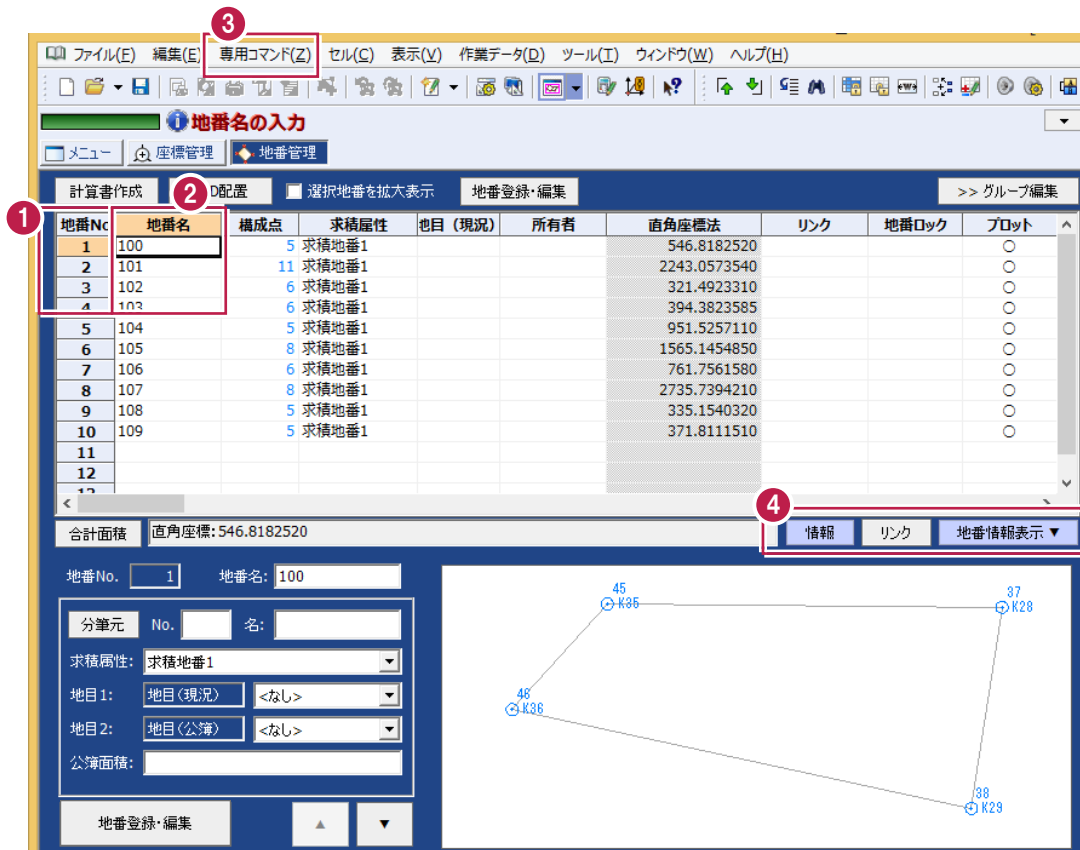 3
ファイル(F) 編集(E) 専用コマンド(Z) セル(C) 表示(V) 作業データ(D) ツール(T) ウィンドウ(W) ヘルプ(H)
地番名の入力
メニュー 座標管理 地番管理
計算書作成 2 D配置 選択地番を拡大表示 地番登録・編集 >> グループ編集
1
地番No 地番名 構成点 求積属性 地目 (現況) 所有者 直角座標法 リンク 地番ロック プロット
1 100 5 求積地番1 546.8182520 ○
2 101 11 求積地番1 2243.0573540 ○
3 102 6 求積地番1 321.4923310 ○
4 103 6 求積地番1 394.3823585 ○
5 104 5 求積地番1 951.5257110 ○
6 105 8 求積地番1 1565.1454850 ○
7 106 6 求積地番1 761.7561580 ○
8 107 8 求積地番1 2735.7394210 ○
9 108 5 求積地番1 335.1540320 ○
10 109 5 求積地番1 371.8111510 ○
11
12
13
4
合計面積 直角座標:546.8182520 情報 リンク 地番情報表示 ▼
地番No. 1 地番名: 100
分筆元 No. 名:
求積属性: 求積地番1
地目1: 地目(現況) <なし>
地目2: 地目(公簿) <なし>
公簿面積:
地番登録・編集 ▲ ▼
45
K35
37
K28
46
K36
38
K29